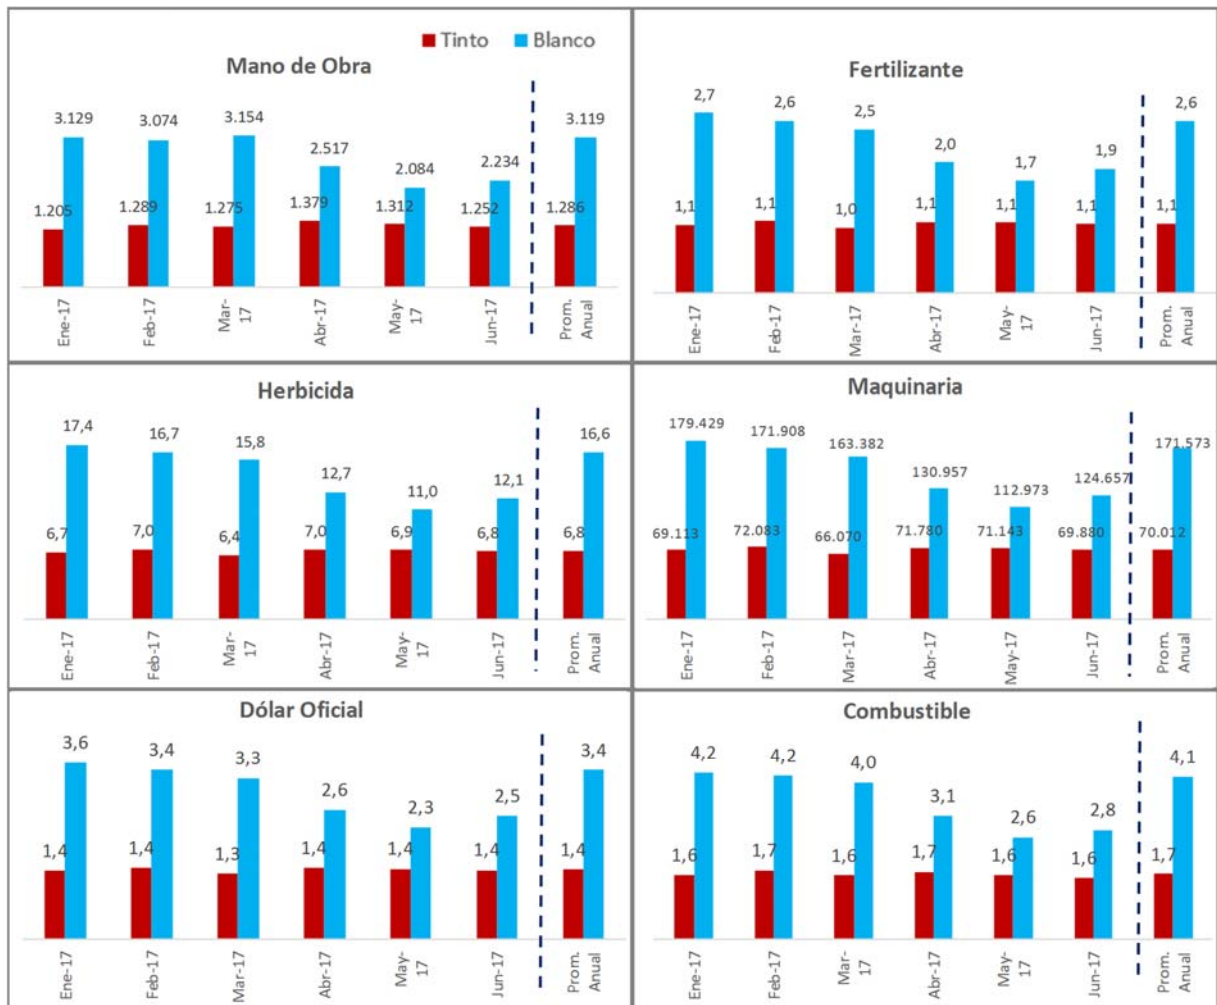 Tinto Blanco
Mano de Obra
3.129 3.074 3.154 2.517 2.084 2.234 3.119
1.205 1.289 1.275 1.379 1.312 1.252 1.286
Ene-17 Feb-17 Mar-17 Abr-17 May-17 Jun-17 Prom. Anual
Fertilizante
2,7 2,6 2,5 2,0 1,7 1,9 2,6
1,1 1,1 1,0 1,1 1,1 1,1 1,1
Ene-17 Feb-17 Mar-17 Abr-17 May-17 Jun-17 Prom. Anual
Herbicida
17,4 16,7 15,8 12,7 11,0 12,1 16,6
6,7 7,0 6,4 7,0 6,9 6,8 6,8
Ene-17 Feb-17 Mar-17 Abr-17 May-17 Jun-17 Prom. Anual
Maquinaria
179.429 171.908 163.382 130.957 112.973 124.657 171.573
69.113 72.083 66.070 71.780 71.143 69.880 70.012
Ene-17 Feb-17 Mar-17 Abr-17 May-17 Jun-17 Prom. Anual
Dólar Oficial
3,6 3,4 3,3 2,6 2,3 2,5 3,4
1,4 1,4 1,3 1,4 1,4 1,4 1,4
Ene-17 Feb-17 Mar-17 Abr-17 May-17 Jun-17 Prom. Anual
Combustible
4,2 4,2 4,0 3,1 2,6 2,8 4,1
1,6 1,7 1,6 1,7 1,6 1,6 1,7
Ene-17 Feb-17 Mar-17 Abr-17 May-17 Jun-17 Prom. Anual